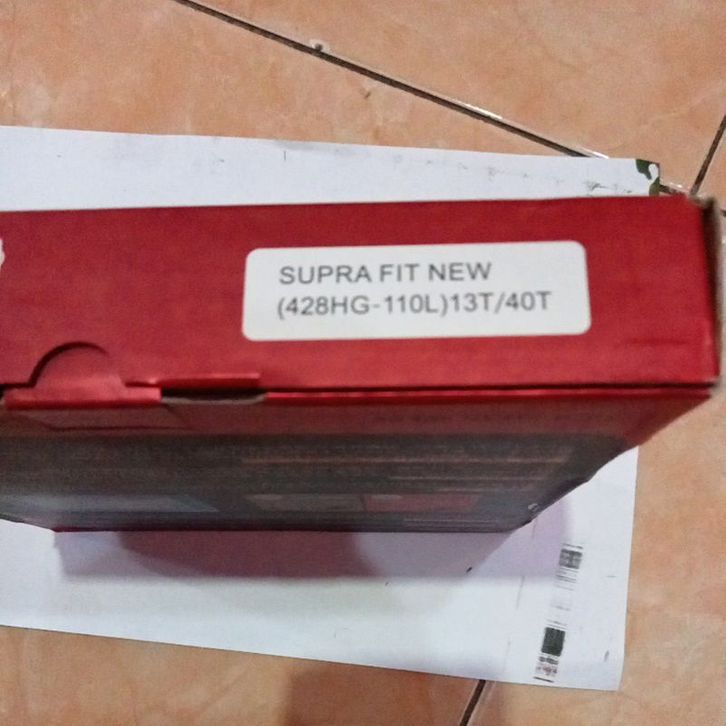 SUPRA FIT NEW
(428HG-110L)13T/40T